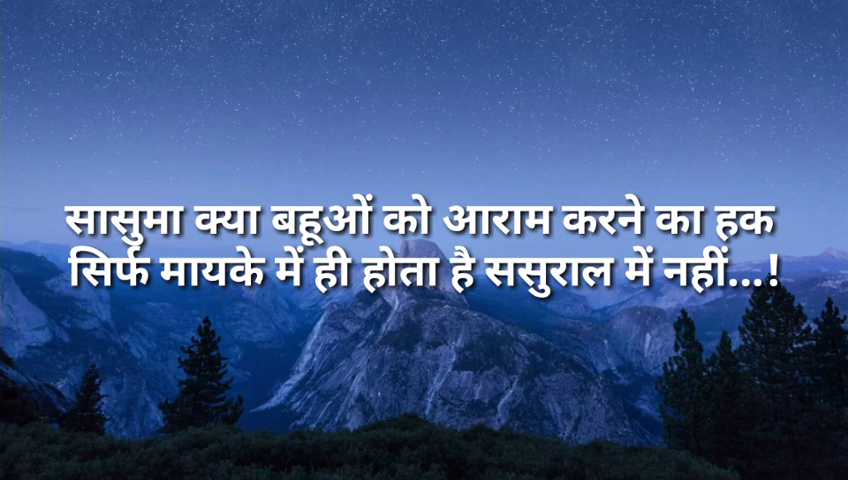 सासुमा क्या बहूओं को आराम करने का हक
सिर्फ मायके में ही होता है ससुराल में नहीं...!